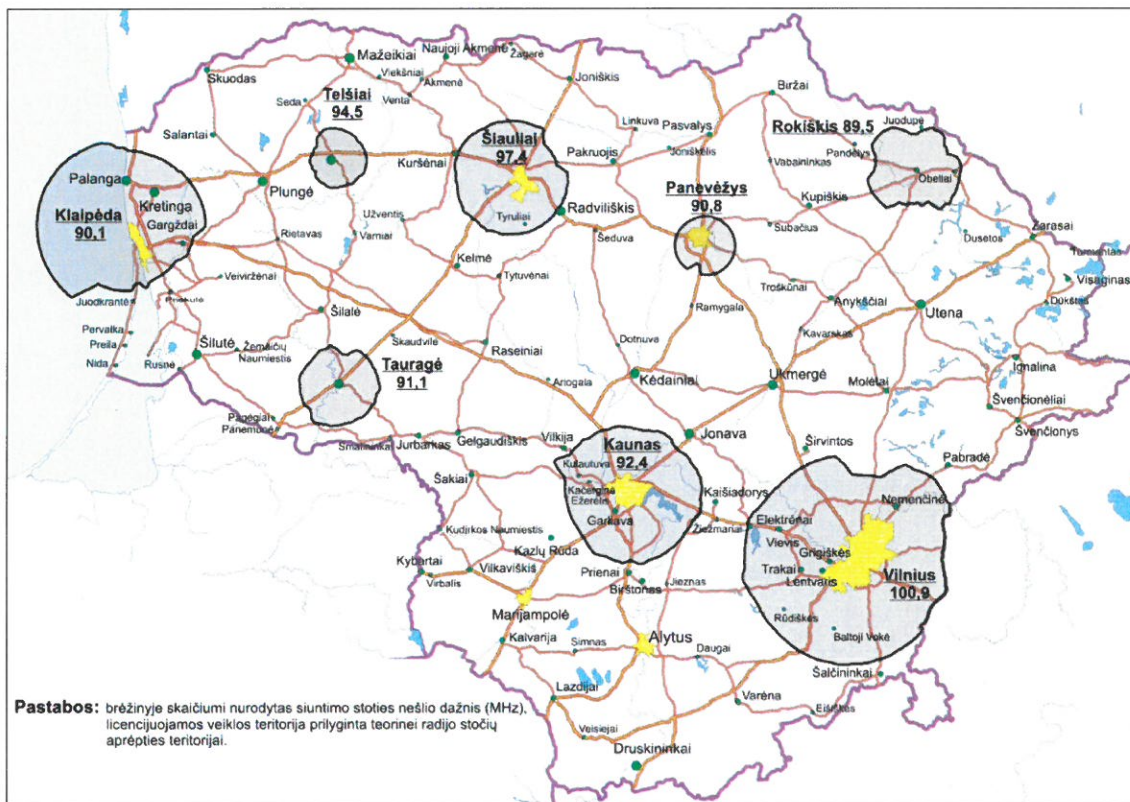 Mažeikiai
Naujoji Akmenė
Žagarė
Skuodas
Viekšniai
Akmenė
Joniškis
Telšiai
94,5
Seda
Venta
Biržai
Salantai
Šiauliai
97,4
Linkuva
Pasvalys
Rokiškis 89,5
Juodupė
Kuršėnai
Pakruojis
Joniškėlis
Vabalninkas
Pandėlys
Obeliai
Palanga
Kretinga
Plungė
Klaipėda
90,1
Gargždai
Užventis
Tyruliai
Radviliškis
Panevėžys
90,8
Kupiškis
Subačius
Rietavas
Varniai
Šeduva
Dusetos
Zarasai
Turmantas
Kelmė
Tytuvėnai
Visaginas
Veiviržėnai
Juodkrantė
Priekulė
Troškūnai
Anykščiai
Dūkštas
Ramygala
Utena
Šilalė
Pervalka
Preila
Nida
Rusnė
Šilutė
Žemaičių
Naumiestis
Skaudvilė
Raseiniai
Dotnuva
Kavarskas
Ignalina
Tauragė
91,1
Ariogala
Kėdainiai
Ukmergė
Molėtai
Švenčionėliai
Švenčionys
Pagėgiai
Panemunė
Smalininkai
Jurbarkas
Gelgaudiškis
Vilkija
Kaunas
92,4
Jonava
Širvintos
Pabradė
Šakiai
Kulautuva
Kačerginė
Ežerėlis
Garliava
Kaišiadorys
Žiežmariai
Elektrėnai
Vievis
Nemenčinė
Kudirkos Naumiestis
Kazlų Rūda
Grigiškės
Trakai
Lentvaris
Vilnius
100,9
Kybartai
Virbalis
Vilkaviškis
Prienai
Birštonas
Jieznas
Marijampolė
Rūdiškės
Baltoji Vokė
Kalvarija
Simnas
Alytus
Daugai
Šalčininkai
Lazdijai
Varėna
Eišiškės
Veisiejai
Druskininkai
Pastabos: brėžinyje skaičiumi nurodytas siuntimo stoties nešlio dažnis (MHz),
licencijuojamos veiklos teritorija prilyginta teorinei radijo stočių
aprėpties teritorijai.